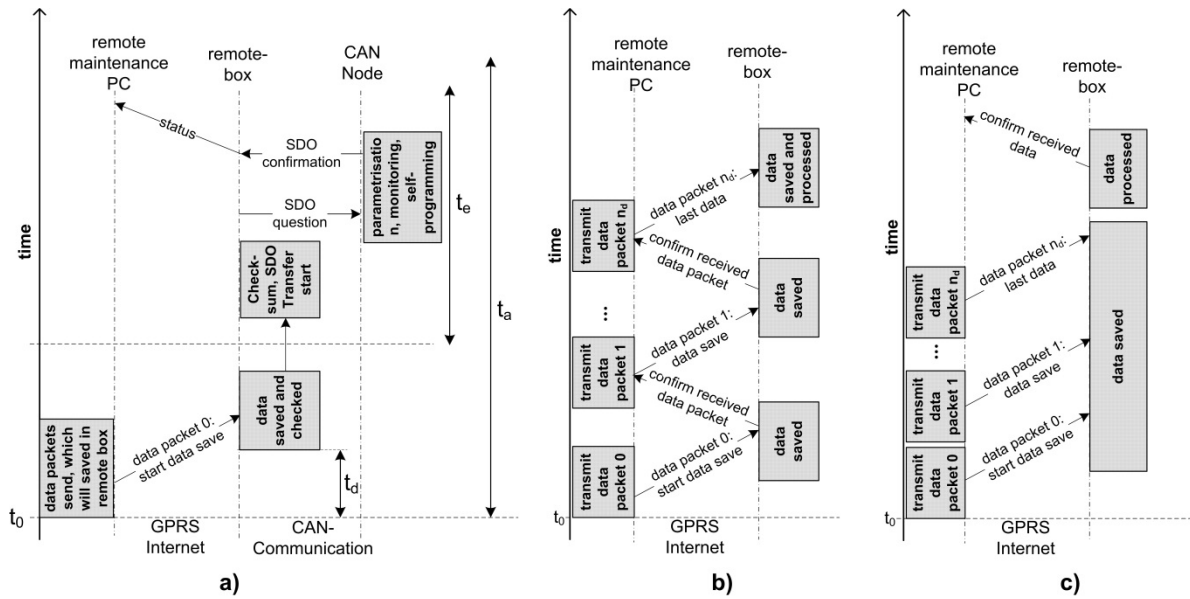 time
remote
maintenance
PC
remote-
box
CAN
Node
status
SDO
confirmation
SDO
question
parametrisatio
n, monitoring,
self-
programming
Check-
sum, SDO
Transfer
start
data
saved and
checked
data packets
send, which
will saved in
remote box
data packet 0:
start data save
t₀
t_d
t_e
t_a
GPRS
Internet
CAN-
Communication
a)
time
remote
maintenance
PC
remote-
box
data
saved and
processed
data packet n_d:
last data
transmit
data
packet n_d
confirm received
data packet
data
saved
...
data packet 1:
data save
transmit
data
packet 1
confirm received
data packet
data
saved
data packet 0:
start data save
transmit
data
packet 0
t₀
GPRS
Internet
b)
time
remote
maintenance
PC
remote-
box
confirm received
data
data
processed
data packet n_d:
last data
transmit
data
packet n_d
...
data packet 1:
data save
transmit
data
packet 1
data saved
data packet 0:
start data save
transmit
data
packet 0
t₀
GPRS
Internet
c)